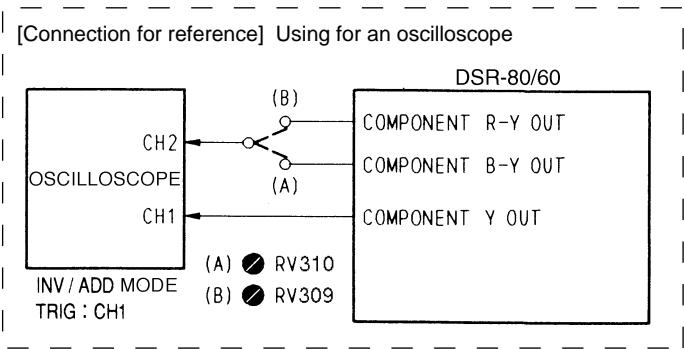 [Connection for reference] Using for an oscilloscope
DSR-80/60
(B)
COMPONENT R-Y OUT
CH2
COMPONENT B-Y OUT
OSCILLOSCOPE
(A)
CH1
COMPONENT Y OUT
(A) RV310
INV / ADD MODE
(B) RV309
TRIG : CH1